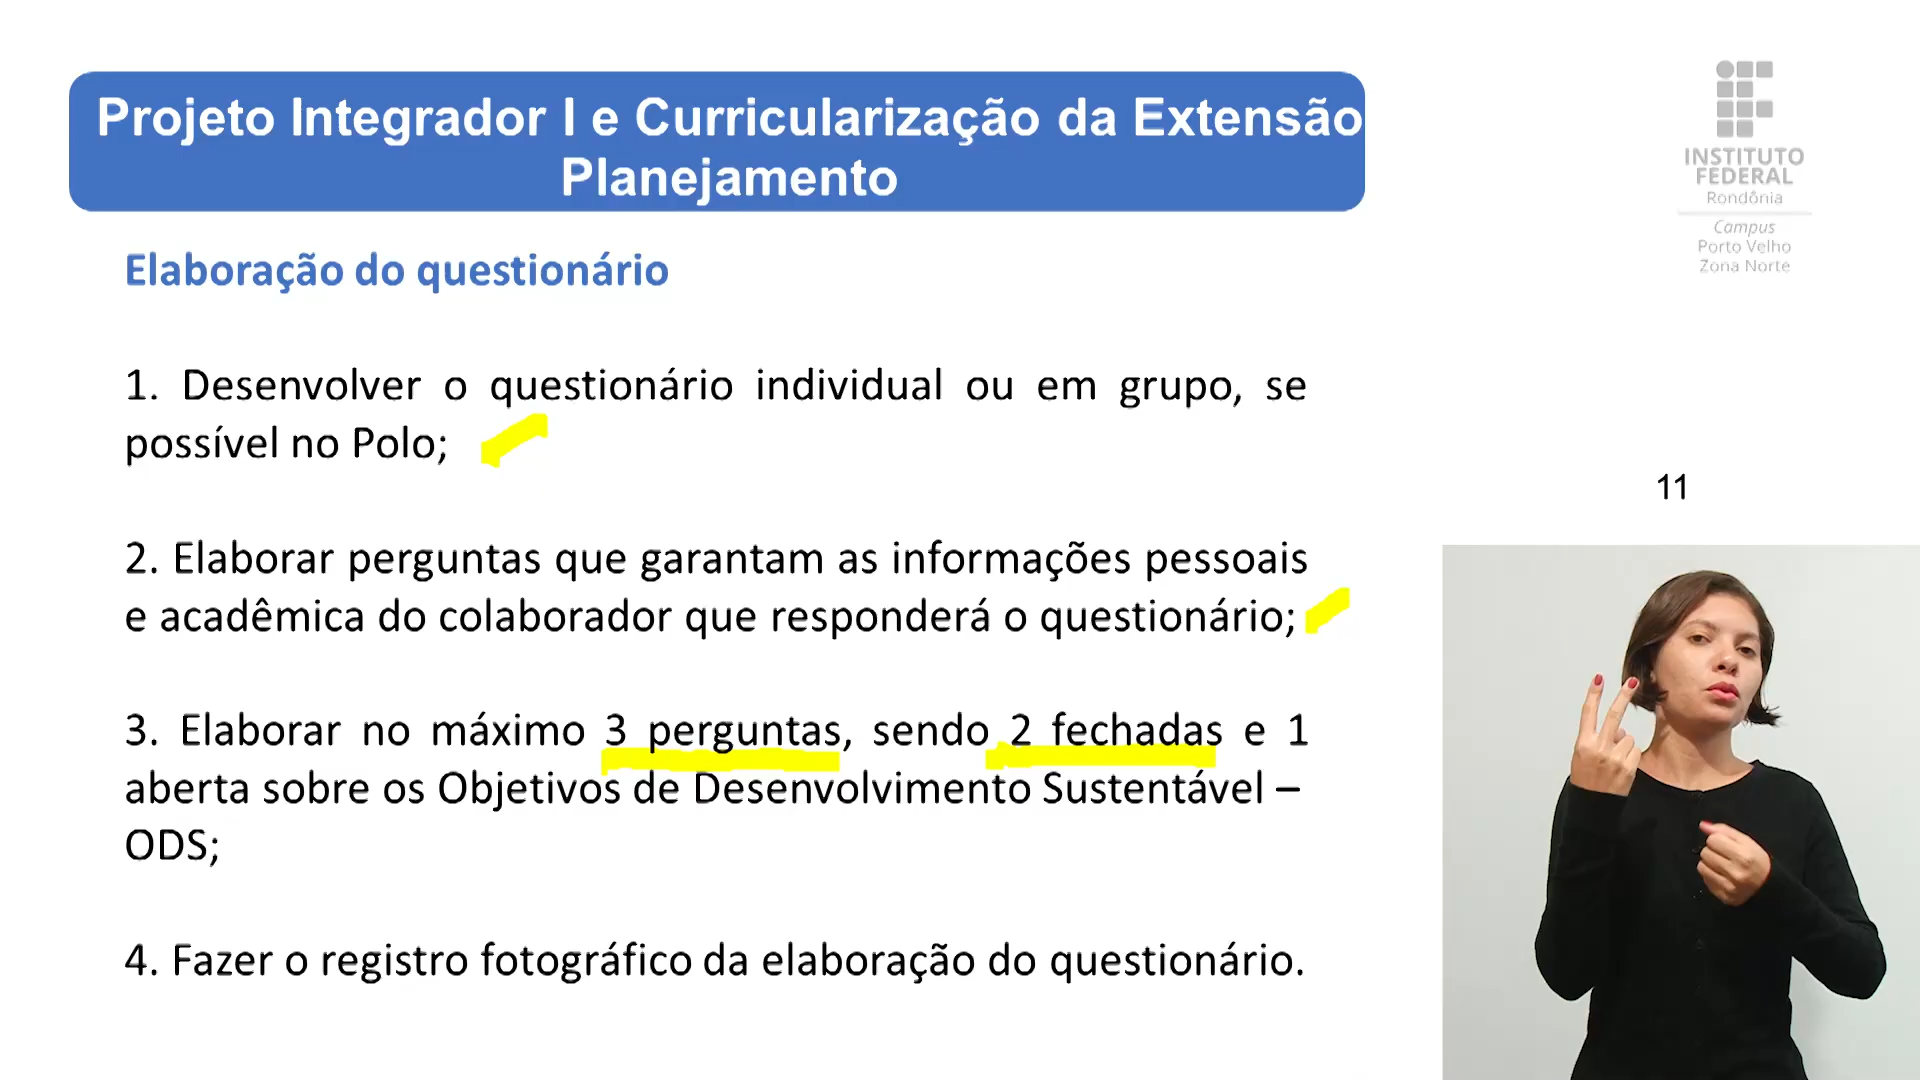 Projeto Integrador I e Curricularização da Extensão
Planejamento
INSTITUTO
FEDERAL
Rondônia
Campus
Porto Velho
Zona Norte
Elaboração do questionário
1. Desenvolver o questionário individual ou em grupo, se
possível no Polo;
11
2. Elaborar perguntas que garantam as informações pessoais
e acadêmica do colaborador que responderá o questionário;
3. Elaborar no máximo 3 perguntas, sendo 2 fechadas e 1
aberta sobre os Objetivos de Desenvolvimento Sustentável –
ODS;
4. Fazer o registro fotográfico da elaboração do questionário.